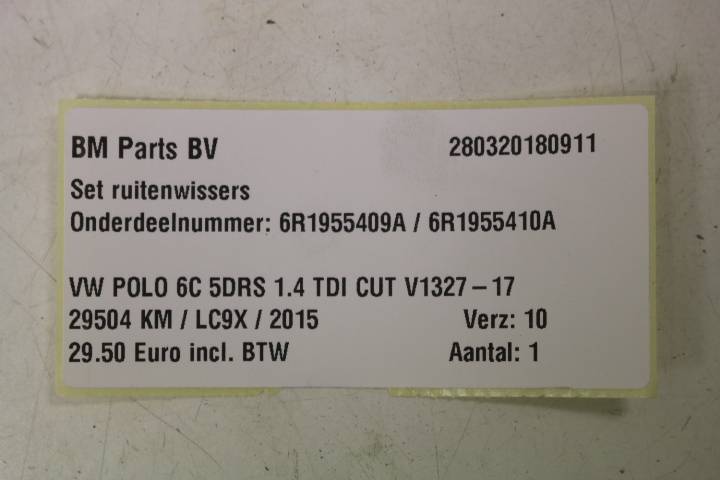 BM Parts BV 280320180911
Set ruitenwissers
Onderdeelnummer: 6R1955409A / 6R1955410A
VW POLO 6C 5DRS 1.4 TDI CUT V1327 – 17
29504 KM / LC9X / 2015 Verz: 10
29.50 Euro incl. BTW Aantal: 1